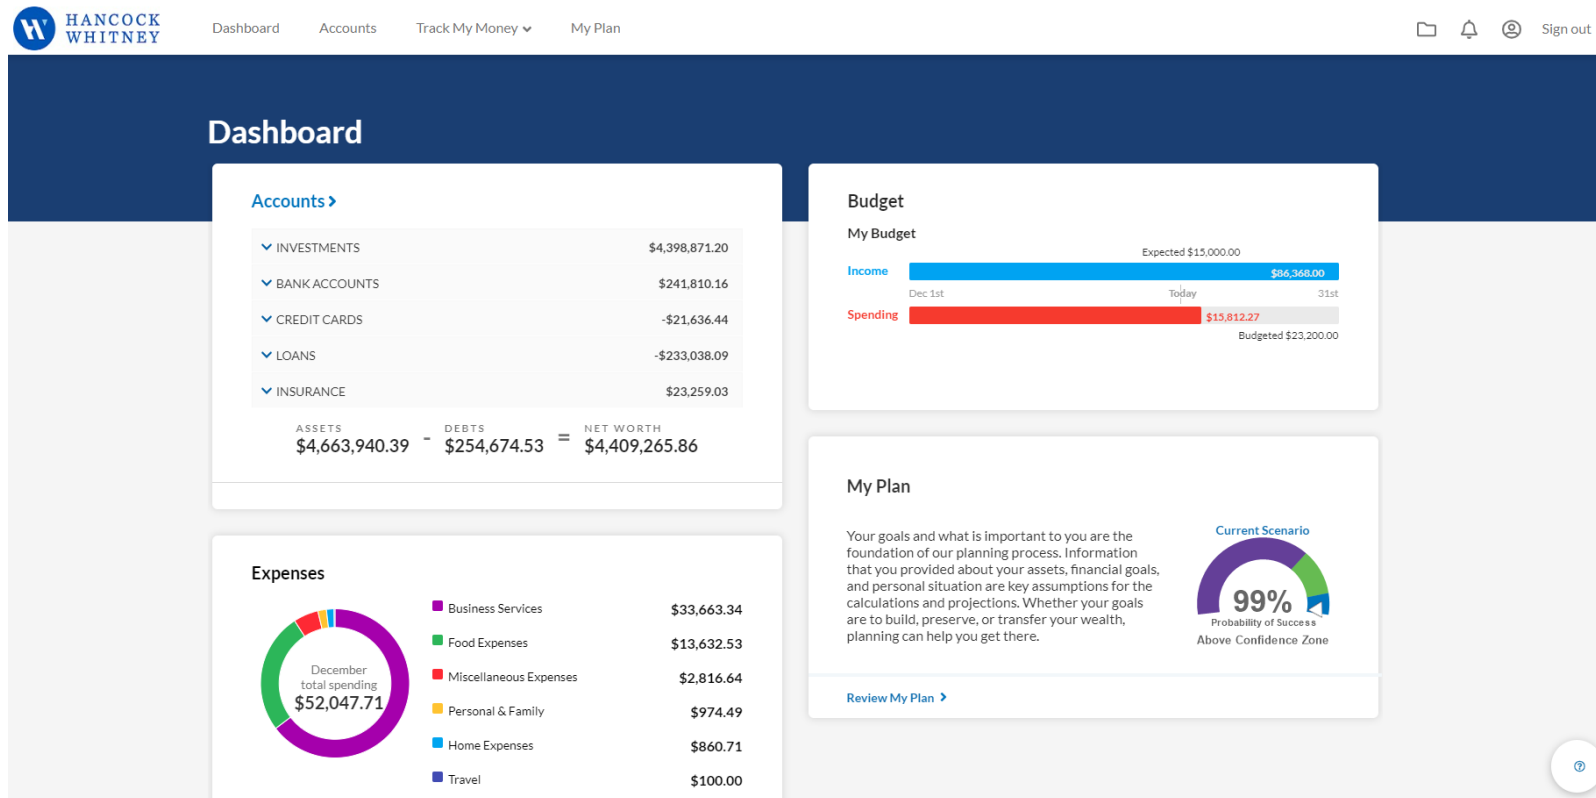 HANCOCK
WHITNEY
Dashboard
Accounts
Track My Money
My Plan
Sign out
Dashboard
Accounts
INVESTMENTS $4,398,871.20
BANK ACCOUNTS $241,810.16
CREDIT CARDS -$21,636.44
LOANS -$233,038.09
INSURANCE $23,259.03
ASSETS DEBTS NET WORTH
$4,663,940.39 - $254,674.53 = $4,409,265.86
Budget
My Budget
Expected $15,000.00
Income $86,368.00
Dec 1st Today 31st
Spending $15,812.27
Budgeted $23,200.00
My Plan
Your goals and what is important to you are the
foundation of our planning process. Information
that you provided about your assets, financial goals,
and personal situation are key assumptions for the
calculations and projections. Whether your goals
are to build, preserve, or transfer your wealth,
planning can help you get there.
Current Scenario
99%
Probability of Success
Above Confidence Zone
Review My Plan
Expenses
December
total spending
$52,047.71
Business Services $33,663.34
Food Expenses $13,632.53
Miscellaneous Expenses $2,816.64
Personal & Family $974.49
Home Expenses $860.71
Travel $100.00
?